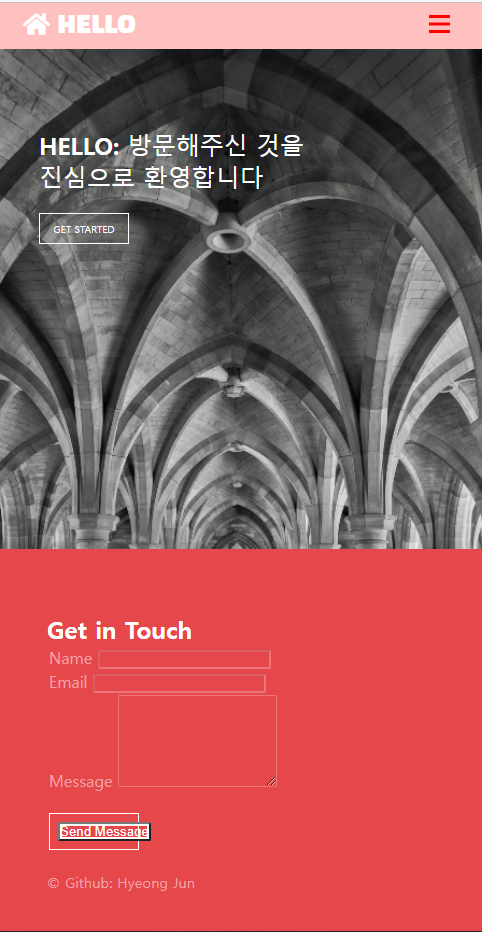 HELLO
HELLO: 방문해주신 것을
진심으로 환영합니다
GET STARTED
Get in Touch
Name
Email
Message
Send Message
© Github: Hyeong Jun